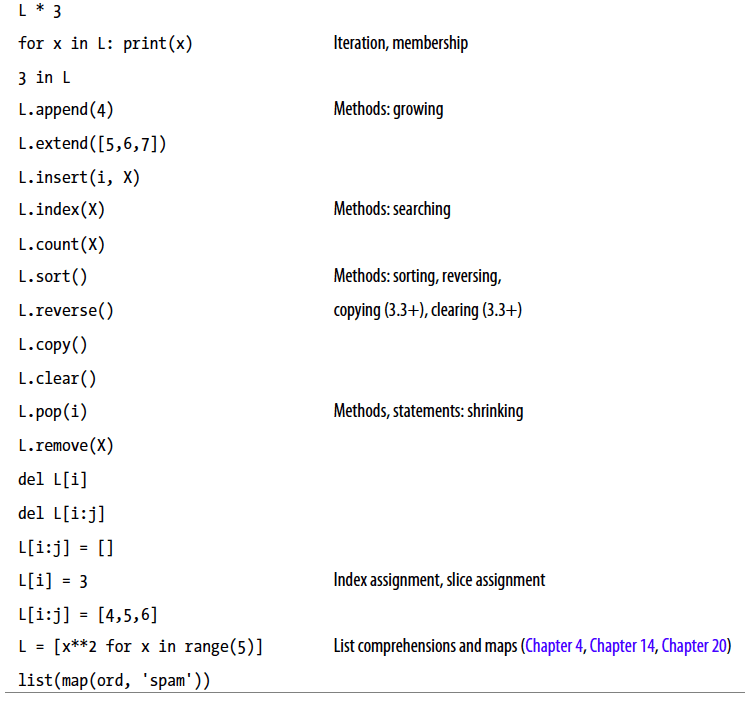 L * 3
for x in L: print(x) Iteration, membership
3 in L
L.append(4) Methods: growing
L.extend([5,6,7])
L.insert(i, X)
L.index(X) Methods: searching
L.count(X)
L.sort() Methods: sorting, reversing,
L.reverse() copying (3.3+), clearing (3.3+)
L.copy()
L.clear()
L.pop(i) Methods, statements: shrinking
L.remove(X)
del L[i]
del L[i:j]
L[i:j] = []
L[i] = 3 Index assignment, slice assignment
L[i:j] = [4,5,6]
L = [x**2 for x in range(5)] List comprehensions and maps (Chapter 4, Chapter 14, Chapter 20)
list(map(ord, 'spam'))